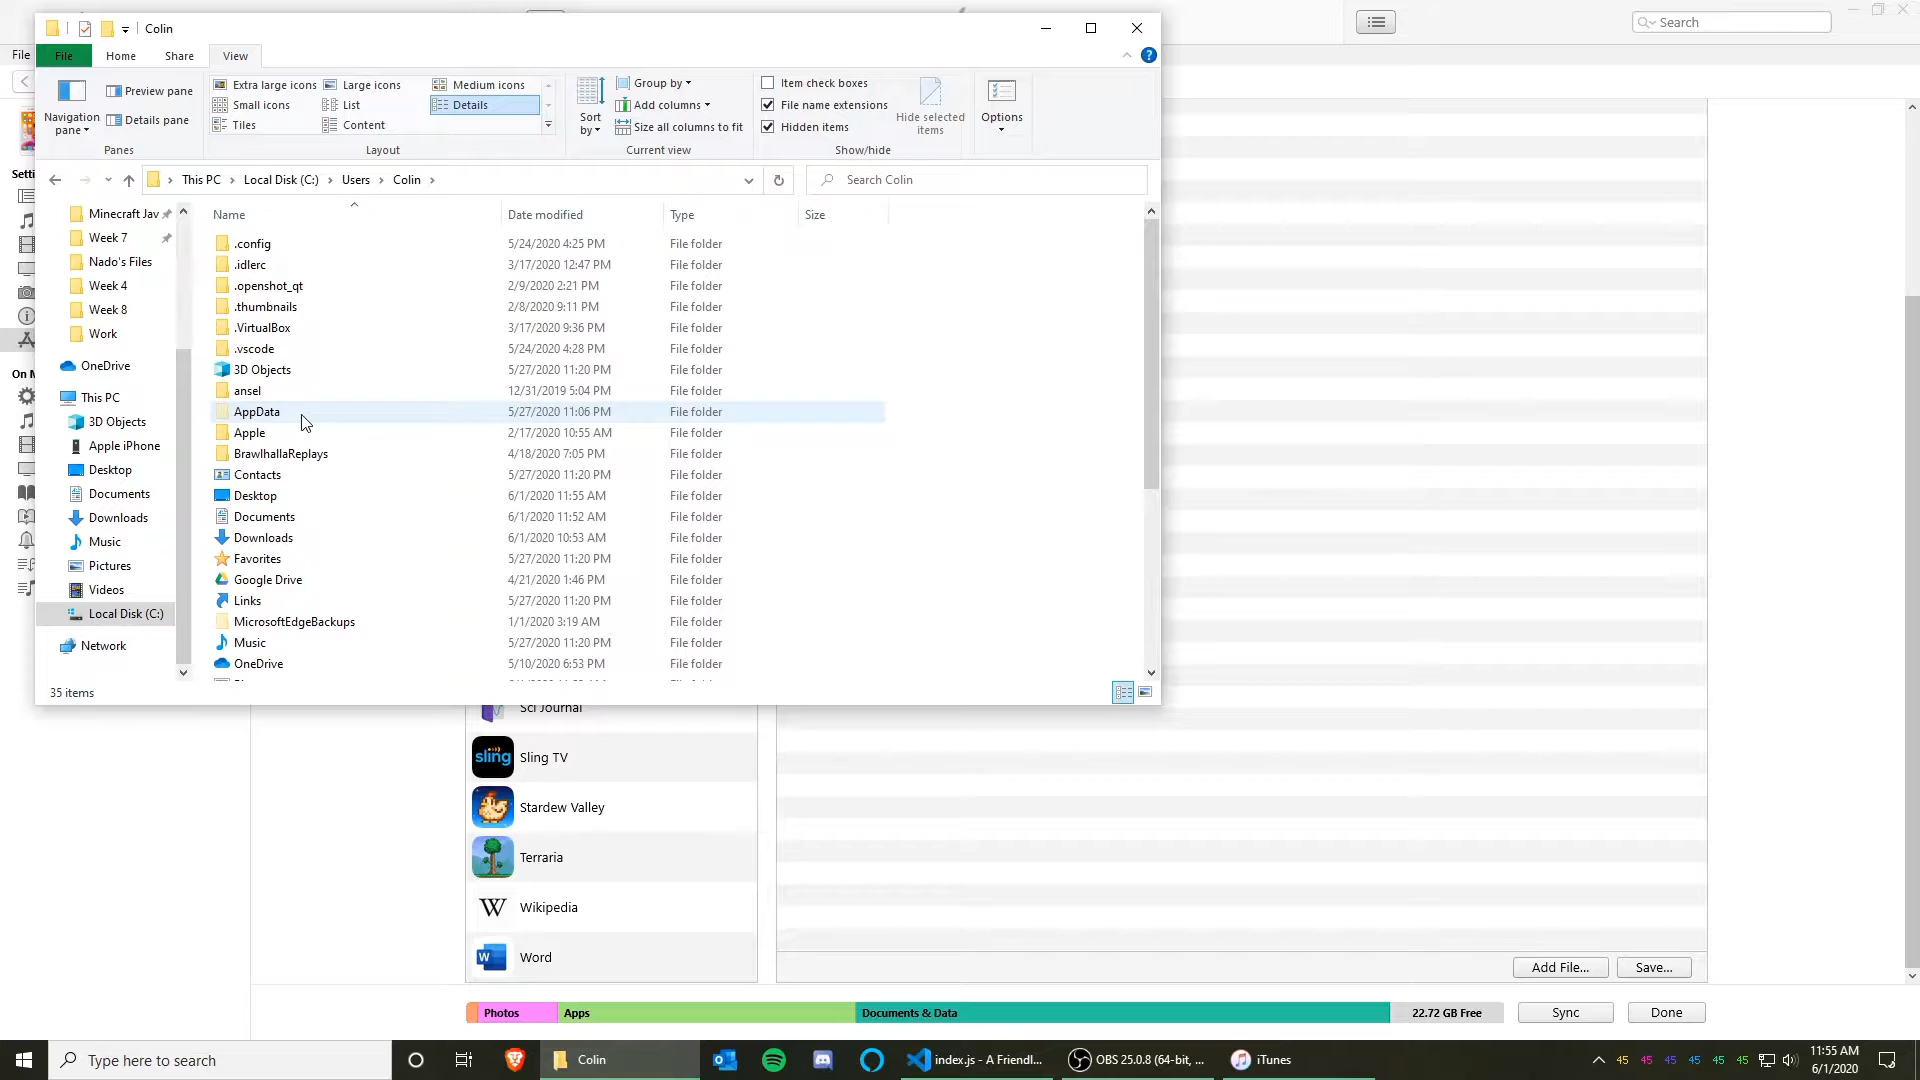 Colin
File
Home
Share
View
Preview pane
Details pane
Navigation pane
Panes
Extra large icons
Large icons
Medium icons
Small icons
List
Details
Tiles
Content
Layout
Sort by
Group by
Add columns
Size all columns to fit
Current view
Item check boxes
File name extensions
Hidden items
Hide selected items
Show/hide
Options
This PC > Local Disk (C:) > Users > Colin >
Search Colin
Search
File
Setti
On M
Minecraft Jav
Week 7
Nado's Files
Week 4
Week 8
Work
OneDrive
This PC
3D Objects
Apple iPhone
Desktop
Documents
Downloads
Music
Pictures
Videos
Local Disk (C:)
Network
Name Date modified Type Size
.config 5/24/2020 4:25 PM File folder
.idlerc 3/17/2020 12:47 PM File folder
.openshot_qt 2/9/2020 2:21 PM File folder
.thumbnails 2/8/2020 9:11 PM File folder
.VirtualBox 3/17/2020 9:36 PM File folder
.vscode 5/24/2020 4:28 PM File folder
3D Objects 5/27/2020 11:20 PM File folder
ansel 12/31/2019 5:04 PM File folder
AppData 5/27/2020 11:06 PM File folder
Apple 2/17/2020 10:55 AM File folder
BrawlhallaReplays 4/18/2020 7:05 PM File folder
Contacts 5/27/2020 11:20 PM File folder
Desktop 6/1/2020 11:55 AM File folder
Documents 6/1/2020 11:52 AM File folder
Downloads 6/1/2020 10:53 AM File folder
Favorites 5/27/2020 11:20 PM File folder
Google Drive 4/21/2020 1:46 PM File folder
Links 5/27/2020 11:20 PM File folder
MicrosoftEdgeBackups 1/1/2020 3:19 AM File folder
Music 5/27/2020 11:20 PM File folder
OneDrive 5/10/2020 6:53 PM File folder
35 items
Sci Journal
sling
Sling TV
Stardew Valley
Terraria
W
Wikipedia
W
Word
Add File...
Save...
Photos
Apps
Documents & Data
22.72 GB Free
Sync
Done
Type here to search
Colin
index.js - A Friendl...
OBS 25.0.8 (64-bit, ...
iTunes
45 45 45 45 45 45
11:55 AM
6/1/2020